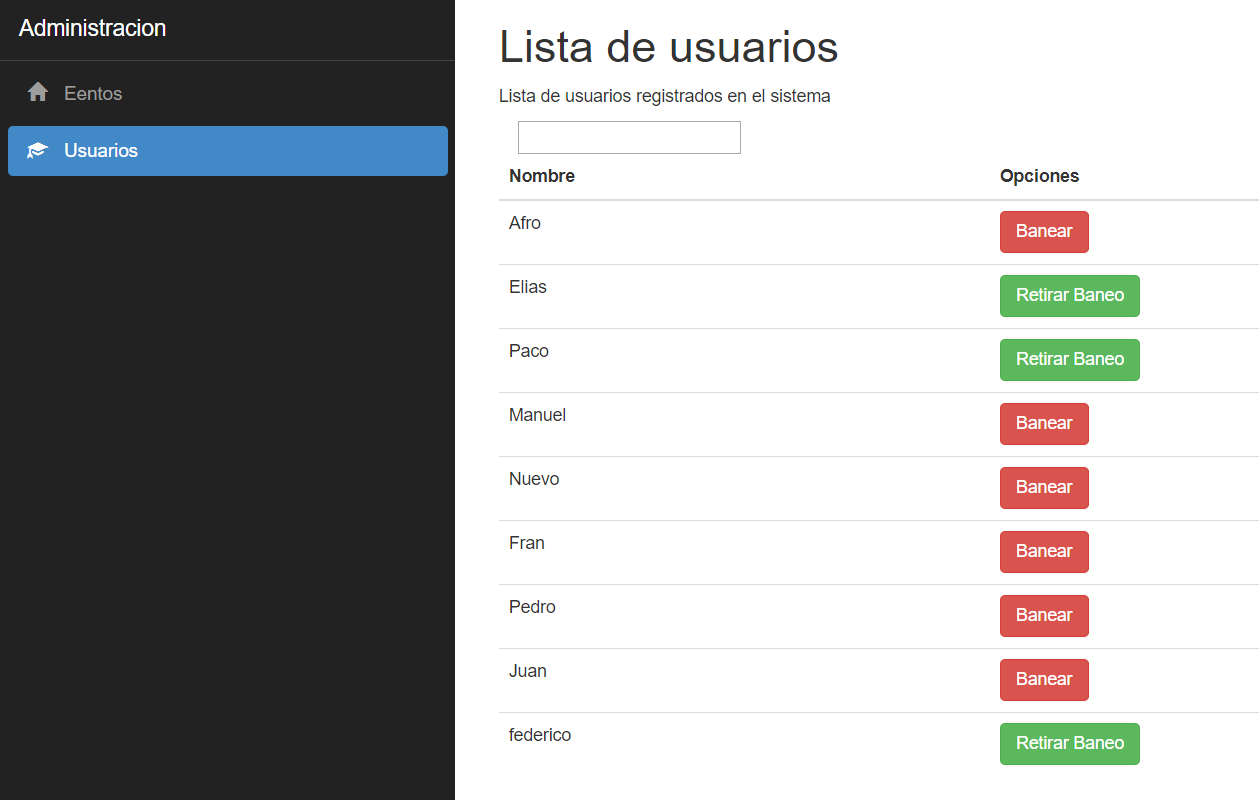 Administracion
Eentos
Usuarios
Lista de usuarios
Lista de usuarios registrados en el sistema
Nombre Opciones
Afro Banear
Elias Retirar Baneo
Paco Retirar Baneo
Manuel Banear
Nuevo Banear
Fran Banear
Pedro Banear
Juan Banear
federico Retirar Baneo